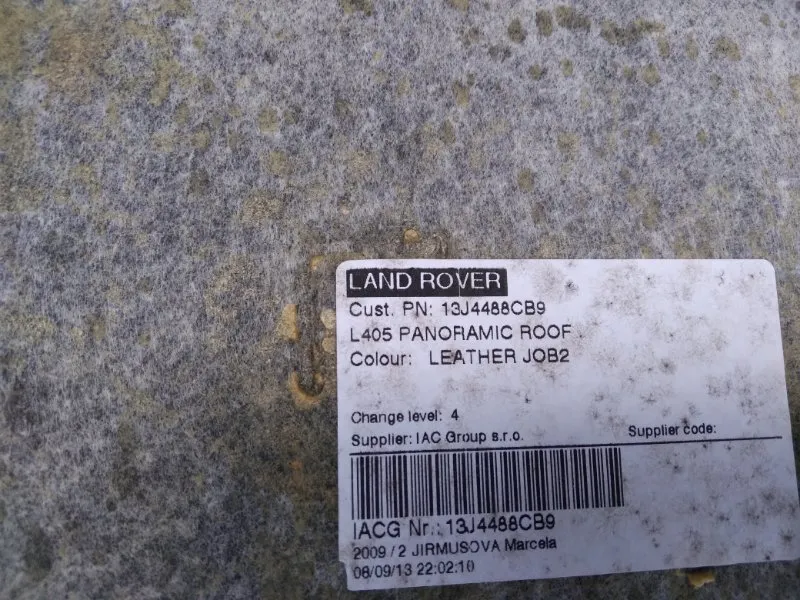 LAND ROVER
Cust. PN: 13J4488CB9
L405 PANORAMIC ROOF
Colour: LEATHER JOB2
Change level: 4
Supplier: IAC Group s.r.o. Supplier code:
IACG Nr.: 13J4488CB9
2009 / 2 JIRMUSOVA Marcela
08/09/13 22:02:10